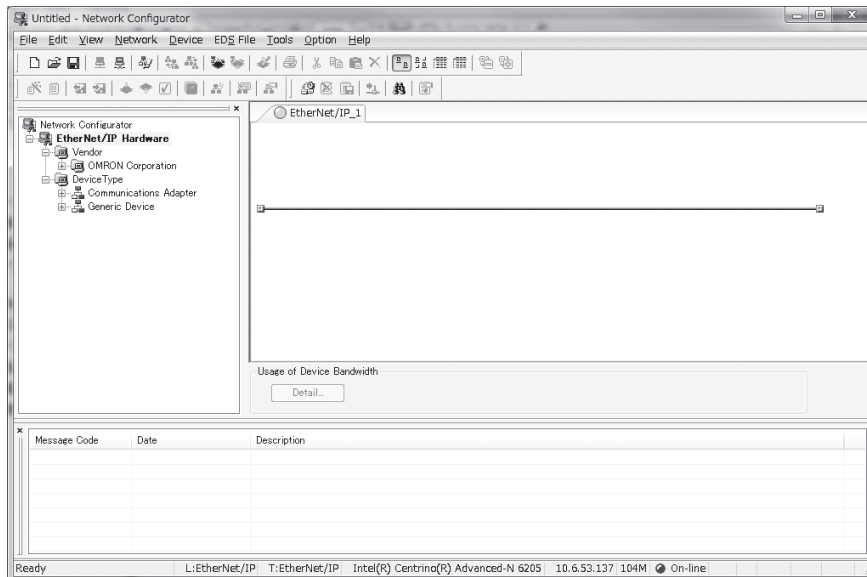 Untitled - Network Configurator
File Edit View Network Device EDS File Tools Option Help
Network Configurator
EtherNet/IP Hardware
Vendor
OMRON Corporation
DeviceType
Communications Adapter
Generic Device
EtherNet/IP_1
Usage of Device Bandwidth
Detail...
Message Code Date Description
Ready L:EtherNet/IP T:EtherNet/IP Intel(R) Centrino(R) Advanced-N 6205 10.6.53.137 104M On-line